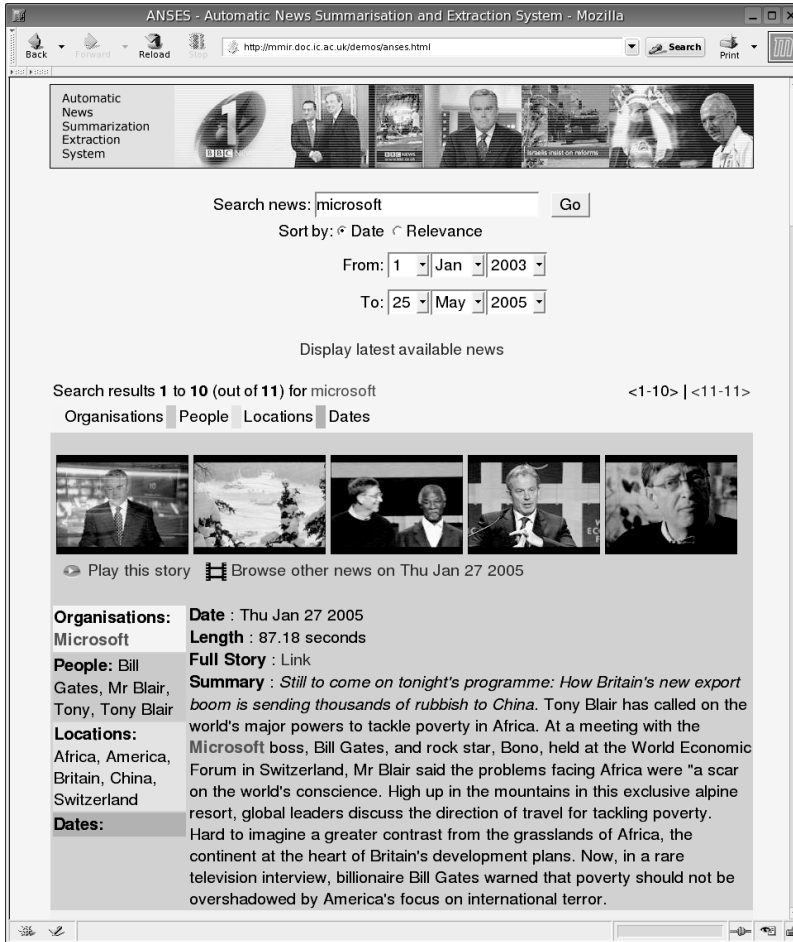 ANSES - Automatic News Summarisation and Extraction System - Mozilla
Back Forward Reload Stop http://mmir.doc.ic.ac.uk/demos/anses.html Search Print
Automatic
News
Summarization
Extraction
System
1
BBC NEWS
BBC NEWS
Israelis insist on reforms
Search news: microsoft Go
Sort by: Date Relevance
From: 1 Jan 2003
To: 25 May 2005
Display latest available news
Search results 1 to 10 (out of 11) for microsoft <1-10> | <11-11>
Organisations People Locations Dates
Play this story Browse other news on Thu Jan 27 2005
Organisations:
Microsoft
People: Bill
Gates, Mr Blair,
Tony, Tony Blair
Locations:
Africa, America,
Britain, China,
Switzerland
Dates:
Date : Thu Jan 27 2005
Length : 87.18 seconds
Full Story : Link
Summary : Still to come on tonight's programme: How Britain's new export
boom is sending thousands of rubbish to China. Tony Blair has called on the
world's major powers to tackle poverty in Africa. At a meeting with the
Microsoft boss, Bill Gates, and rock star, Bono, held at the World Economic
Forum in Switzerland, Mr Blair said the problems facing Africa were "a scar
on the world's conscience. High up in the mountains in this exclusive alpine
resort, global leaders discuss the direction of travel for tackling poverty.
Hard to imagine a greater contrast from the grasslands of Africa, the
continent at the heart of Britain's development plans. Now, in a rare
television interview, billionaire Bill Gates warned that poverty should not be
overshadowed by America's focus on international terror.